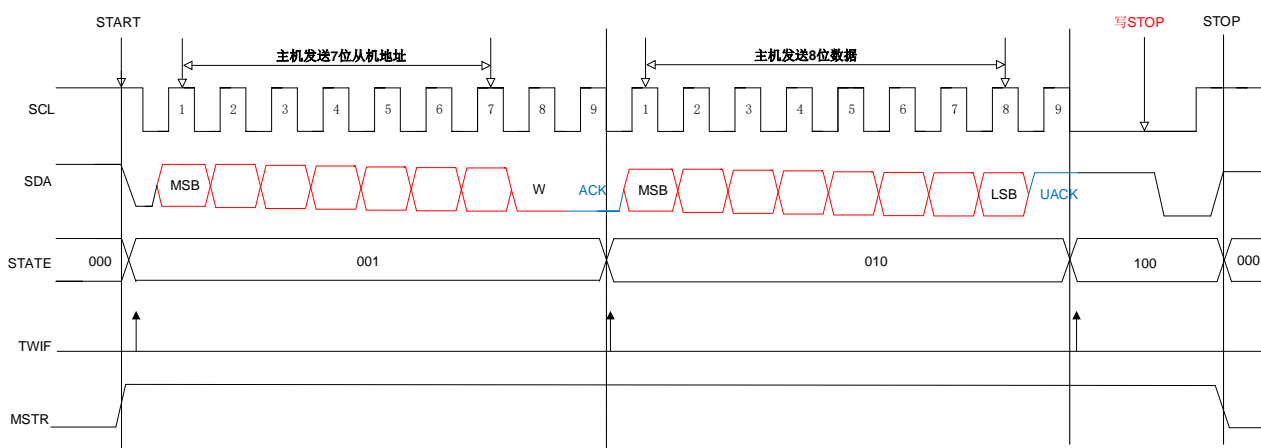 START 写STOP STOP
主机发送7位从机地址 主机发送8位数据
SCL 1 2 3 4 5 6 7 8 9 1 2 3 4 5 6 7 8 9
SDA MSB W ACK MSB LSB UACK
STATE 000 001 010 100 000
TWIF
MSTR